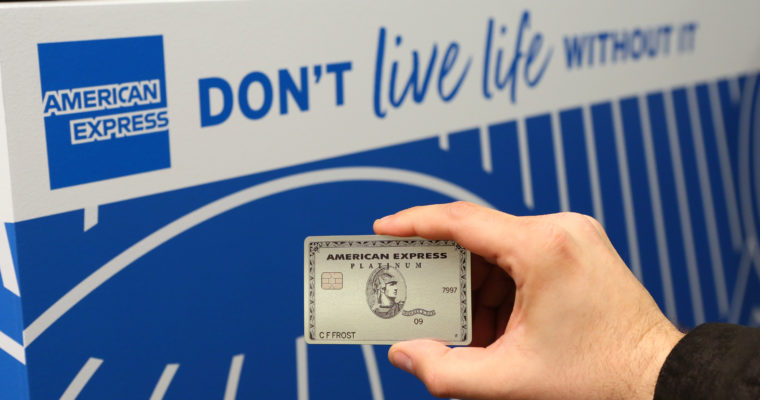 AMERICAN
EXPRESS
DON'T live life WITHOUT IT
AMERICAN EXPRESS
PLATINUM
7997
09
C F FROST